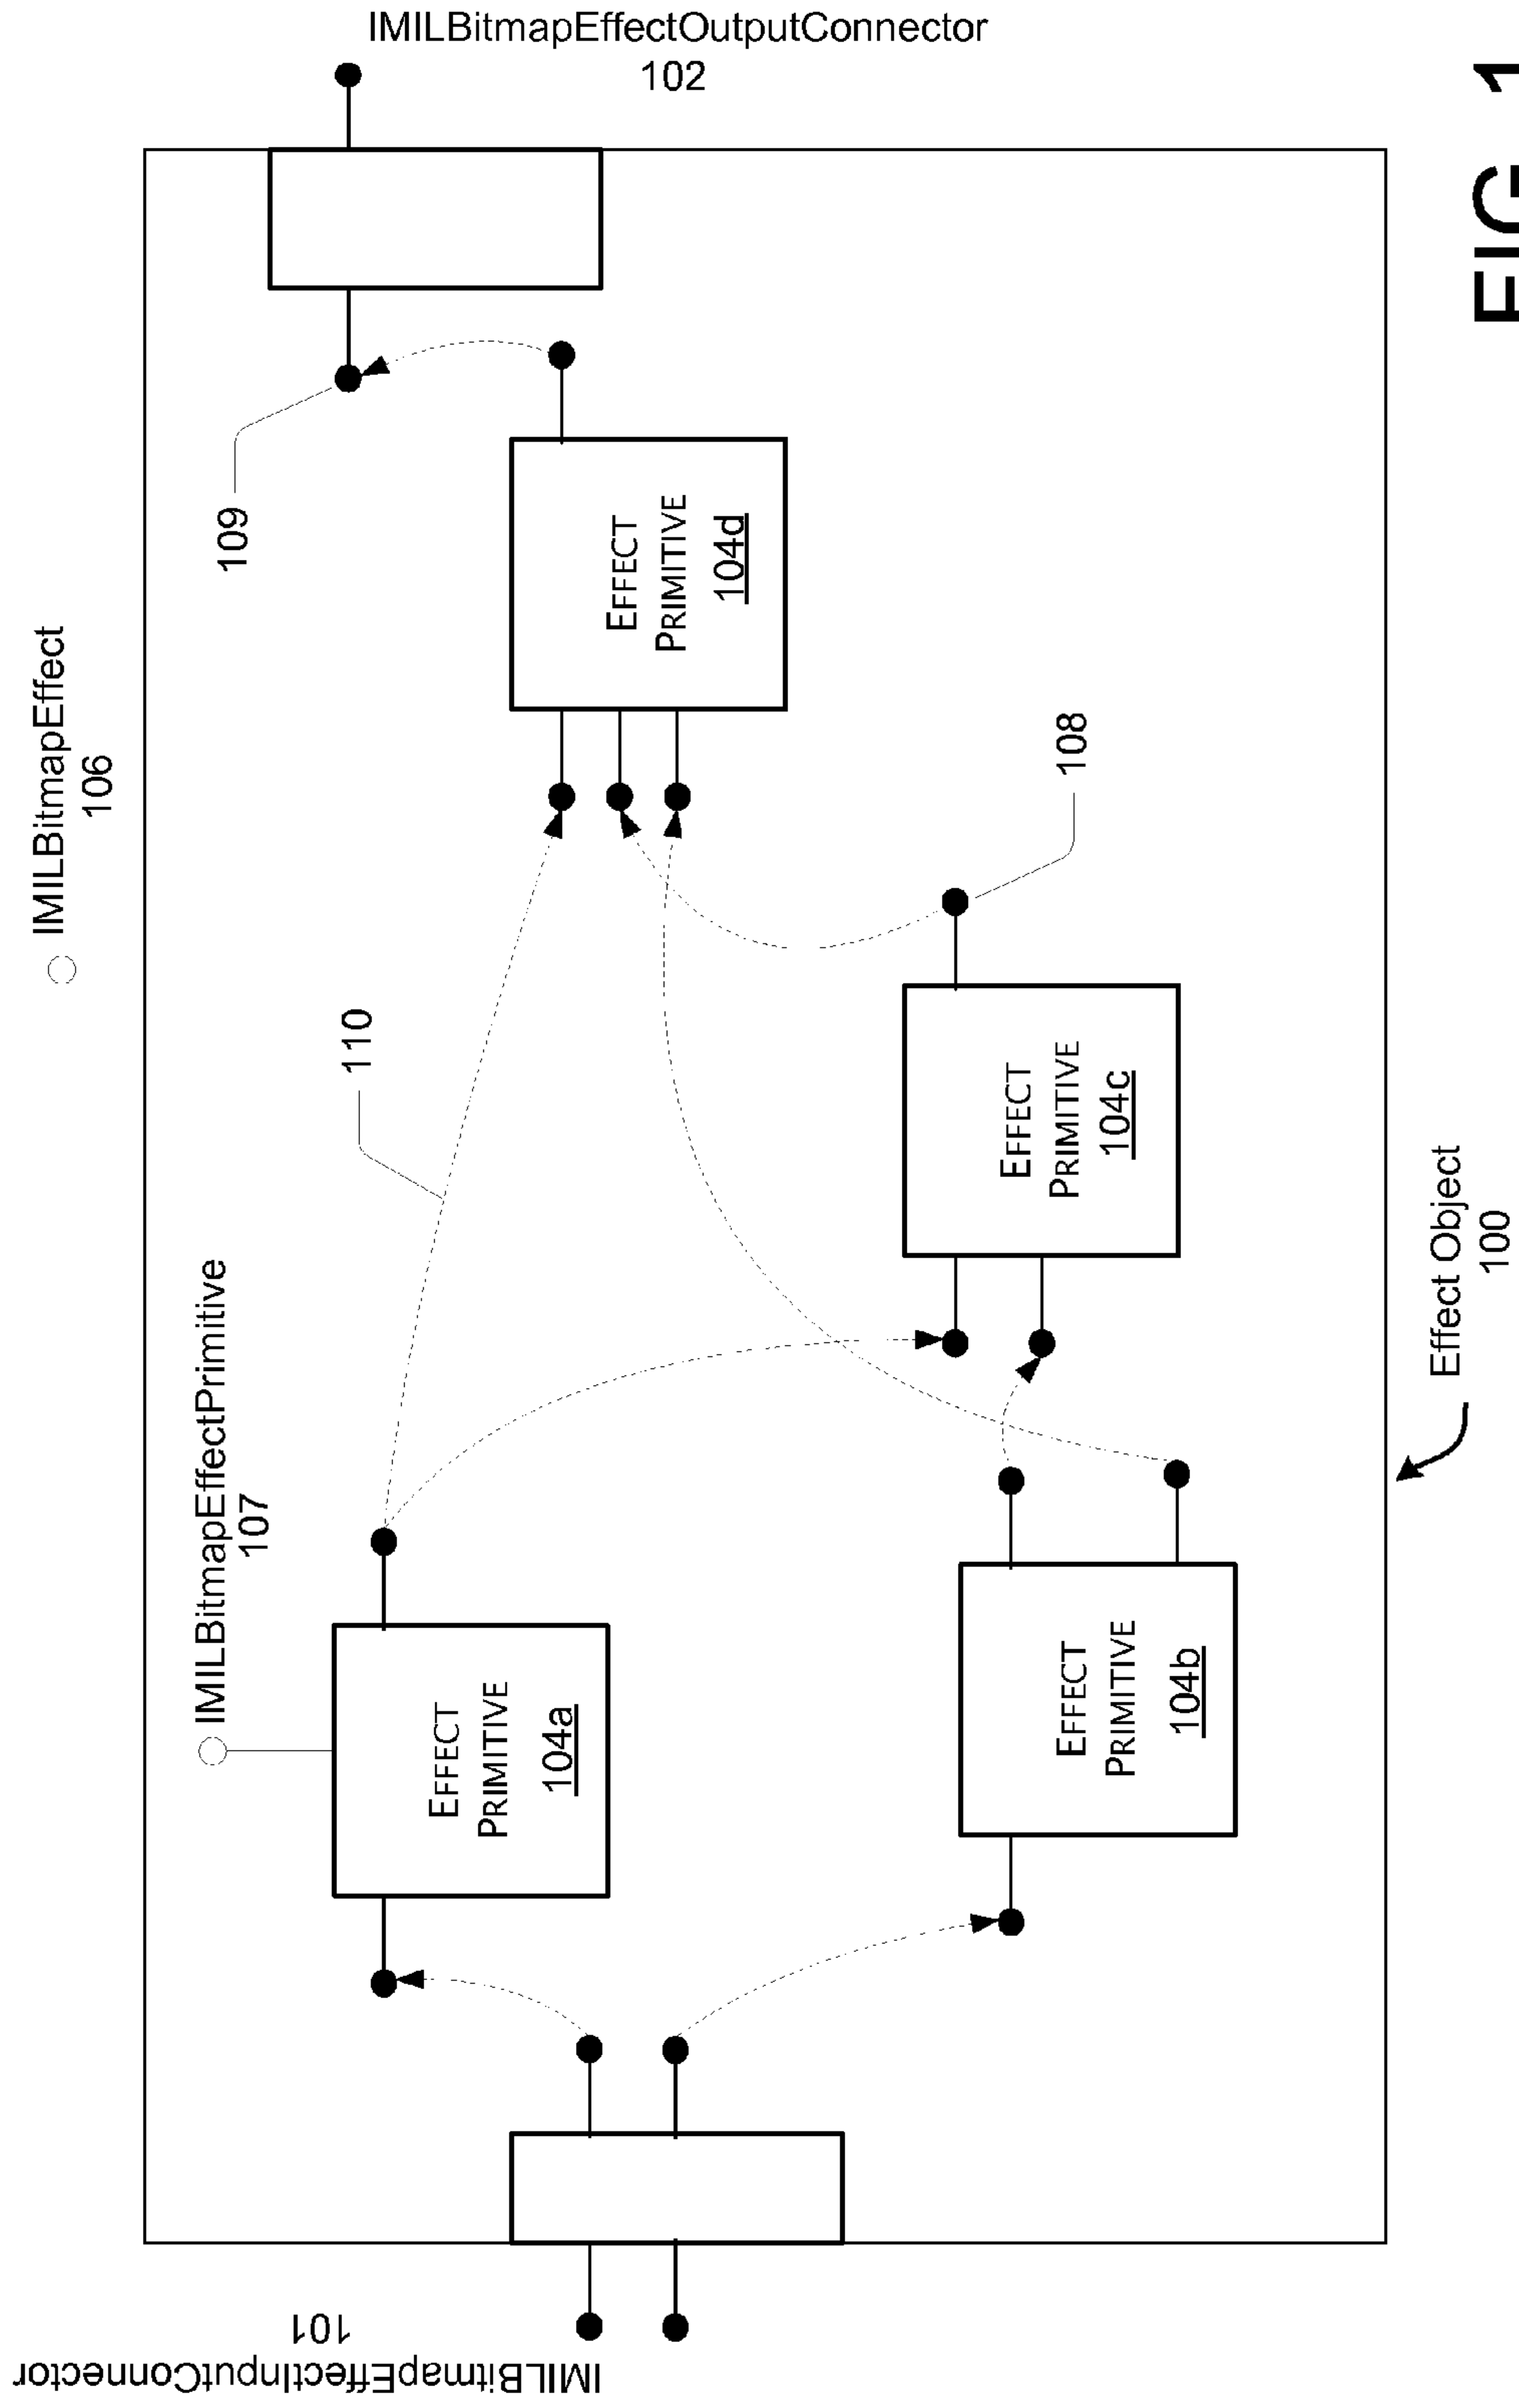 IMILBitmapEffect
106
IMILBitmapEffectPrimitive
107
110
109
IMILBitmapEffectOutputConnector
102
EFFECT
PRIMITIVE
104a
EFFECT
PRIMITIVE
104d
IMILBitmapEffectInputConnector
101
EFFECT
PRIMITIVE
104b
EFFECT
PRIMITIVE
104c
108
Effect Object
100
FIG. 1